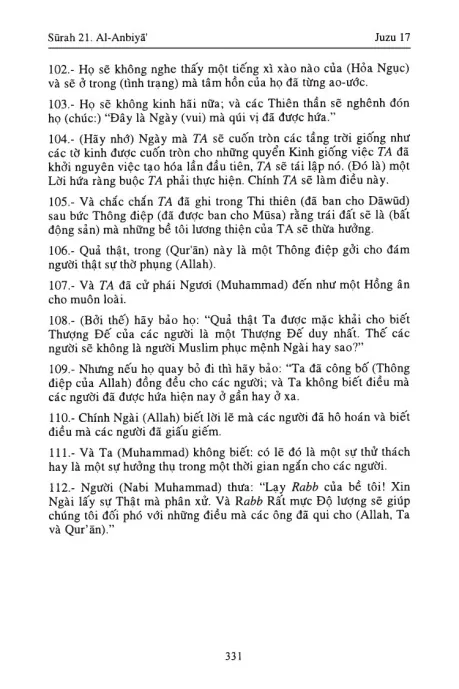 Sūrah 21. Al-Anbiyā' Juzu 17
102.- Họ sẽ không nghe thấy một tiếng xì xào nào của (Hỏa Ngục)
và sẽ ở trong (tình trạng) mà tâm hồn của họ đã từng ao-ước.
103.- Họ sẽ không kinh hãi nữa; và các Thiên thần sẽ nghênh đón
họ (chúc:) “Đây là Ngày (vui) mà quí vị đã được hứa.”
104.- (Hãy nhớ) Ngày mà TA sẽ cuốn tròn các tầng trời giống như
các tờ kinh được cuốn tròn cho những quyển Kinh giống việc TA đã
khởi nguyên việc tạo hóa lần đầu tiên, TA sẽ tái lập nó. (Đó là) một
Lời hứa ràng buộc TA phải thực hiện. Chính TA sẽ làm điều này.
105.- Và chắc chắn TA đã ghi trong Thi thiên (đã ban cho Dāwūd)
sau bức Thông điệp (đã được ban cho Mūsa) rằng trái đất sẽ là (bất
động sản) mà những bề tôi lương thiện của TA sẽ thừa hưởng.
106.- Quả thật, trong (Qur'ān) này là một Thông điệp gởi cho đám
người thật sự thờ phụng (Allah).
107.- Và TA đã cử phái Ngươi (Muhammad) đến như một Hồng ân
cho muôn loài.
108.- (Bởi thế) hãy bảo họ: “Quả thật Ta được mặc khải cho biết
Thượng Đế của các người là một Thượng Đế duy nhất. Thế các
người sẽ không là người Muslim phục mệnh Ngài hay sao?”
109.- Nhưng nếu họ quay bỏ đi thì hãy bảo: “Ta đã công bố (Thông
điệp của Allah) đồng đều cho các người; và Ta không biết điều mà
các người đã được hứa hiện nay ở gần hay ở xa.
110.- Chính Ngài (Allah) biết lời lẽ mà các người đã hô hoán và biết
điều mà các người đã giấu giếm.
111.- Và Ta (Muhammad) không biết: có lẽ đó là một sự thử thách
hay là một sự hưởng thụ trong một thời gian ngắn cho các người.
112.- Người (Nabi Muhammad) thưa: “Lạy Rabb của bề tôi! Xin
Ngài lấy sự Thật mà phân xử. Và Rabb Rất mực Độ lượng sẽ giúp
chúng tôi đối phó với những điều mà các ông đã qui cho (Allah, Ta
và Qur'ān).”
331